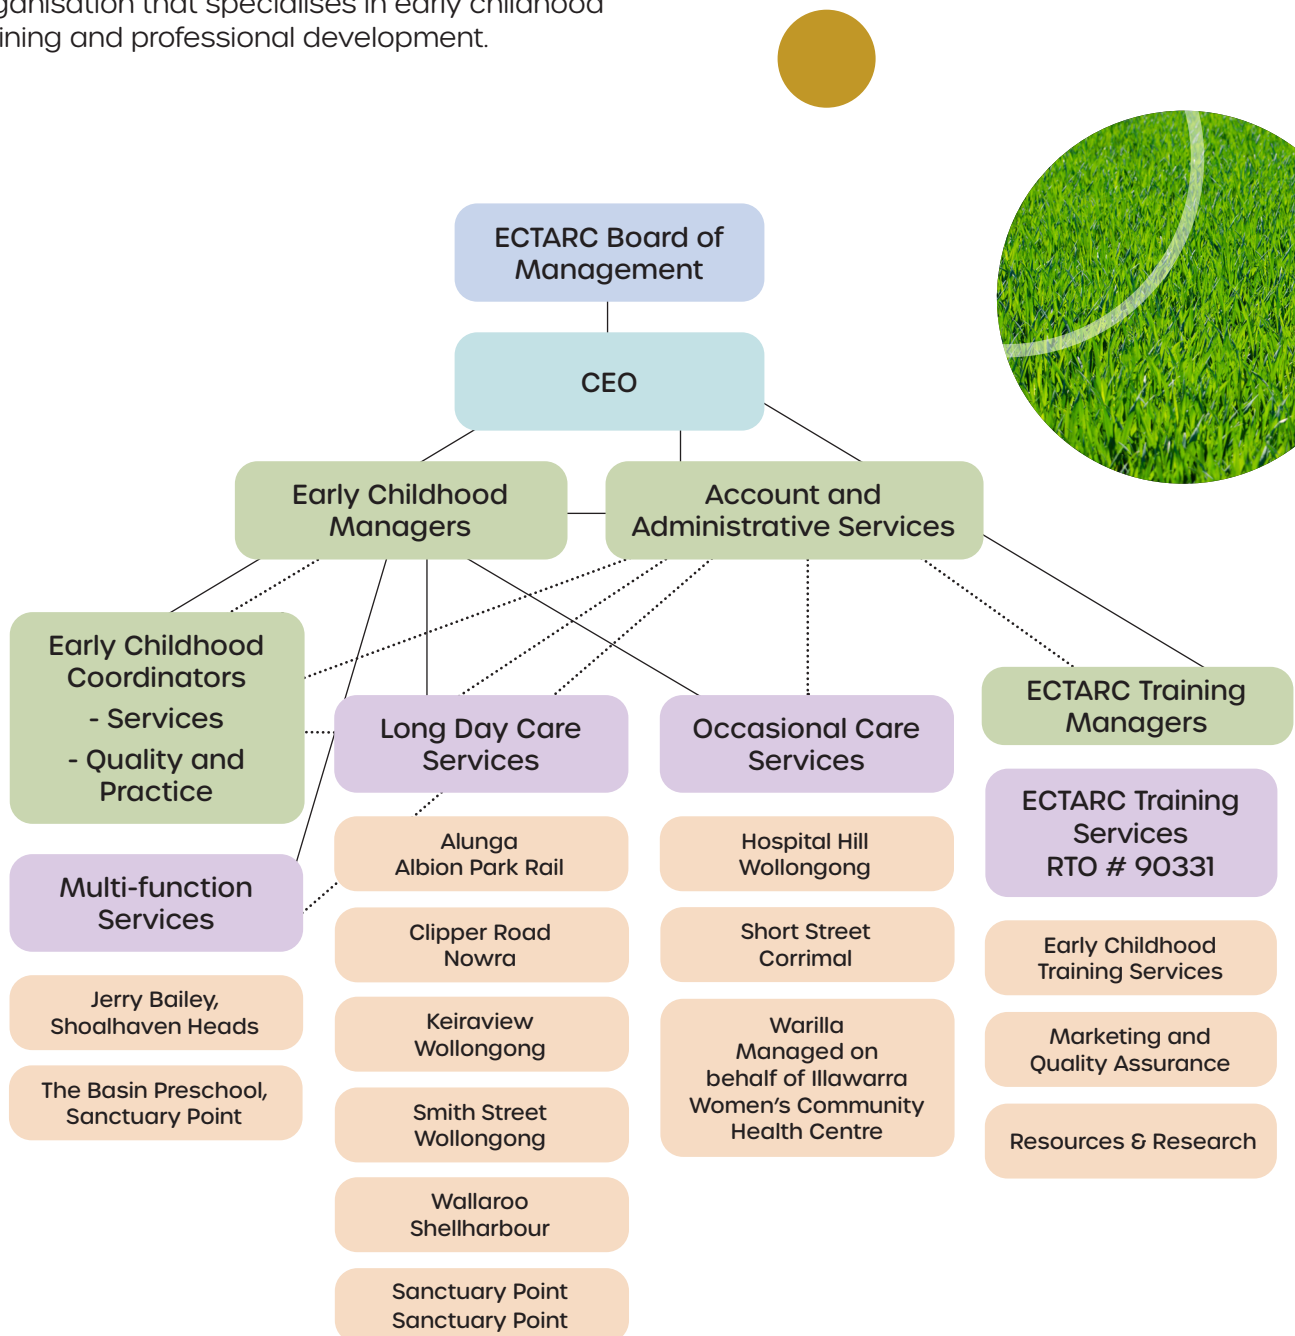 ganisation that specialises in early childhood
ining and professional development.
ECTARC Board of
Management
CEO
Early Childhood
Managers
Account and
Administrative Services
Early Childhood
Coordinators
- Services
- Quality and
Practice
Long Day Care
Services
Occasional Care
Services
ECTARC Training
Managers
ECTARC Training
Services
RTO # 90331
Multi-function
Services
Jerry Bailey,
Shoalhaven Heads
The Basin Preschool,
Sanctuary Point
Alunga
Albion Park Rail
Clipper Road
Nowra
Keiraview
Wollongong
Smith Street
Wollongong
Wallaroo
Shellharbour
Sanctuary Point
Sanctuary Point
Hospital Hill
Wollongong
Short Street
Corrimal
Warilla
Managed on
behalf of Illawarra
Women's Community
Health Centre
Early Childhood
Training Services
Marketing and
Quality Assurance
Resources & Research